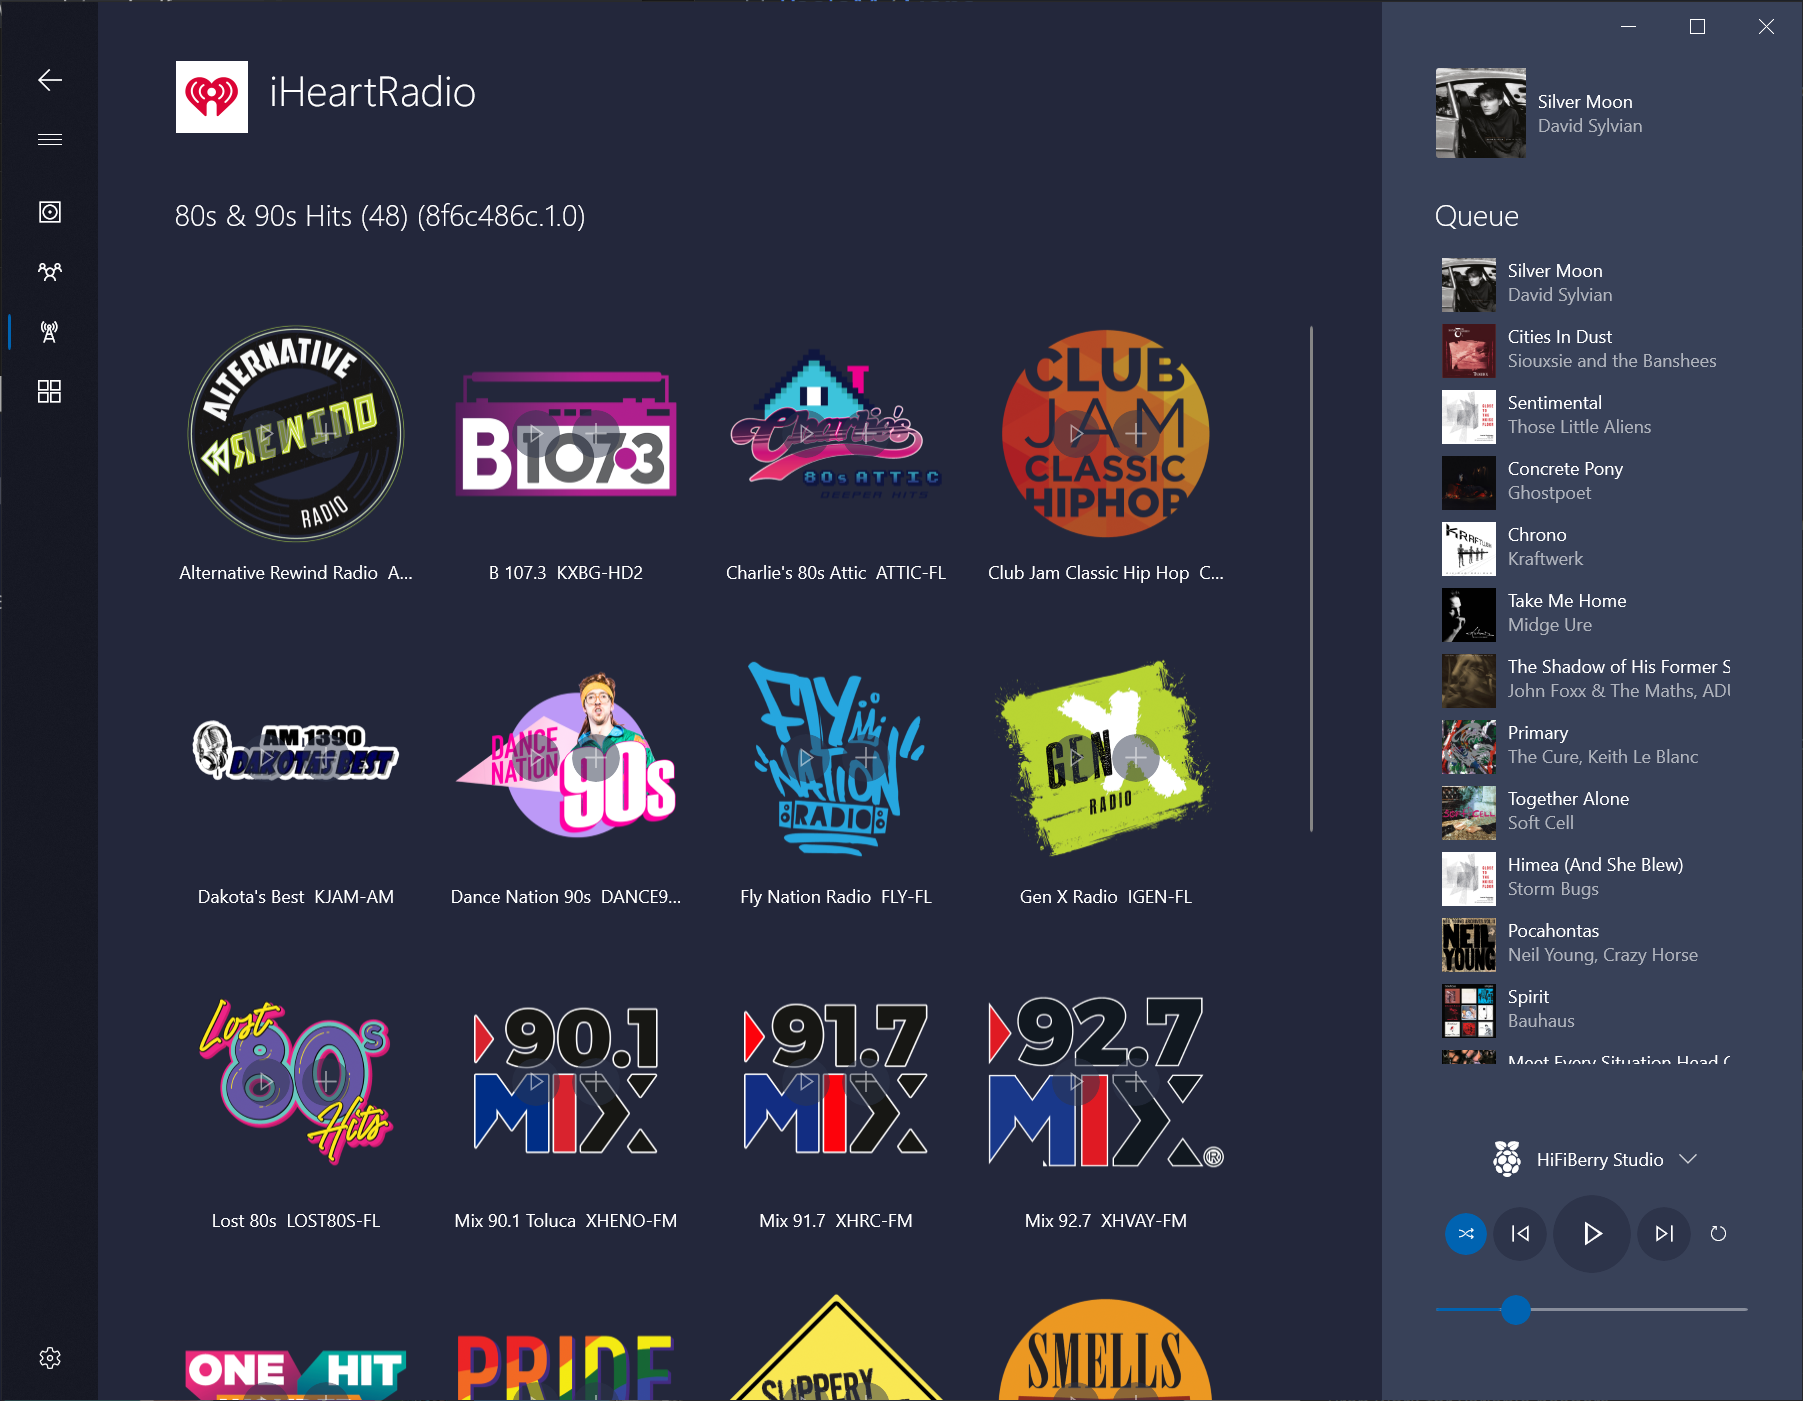 iHeartRadio
80s & 90s Hits (48) (8f6c486c.1.0)
ALTERNATIVE
REWIND
RADIO
Alternative Rewind Radio A...
B 107.3
B 107.3 KXBG-HD2
Charlie's
80s ATTIC
DEEPER HITS
Charlie's 80s Attic ATTIC-FL
CLUB
JAM
CLASSIC
HIPHOP
Club Jam Classic Hip Hop C...
AM 1390
DAKOTA'S BEST
Dakota's Best KJAM-AM
DANCE
NATION
90s
Dance Nation 90s DANCE9...
FLY
NATION
RADIO
Fly Nation Radio FLY-FL
GEN X
RADIO
Gen X Radio IGEN-FL
Lost
80s
Hits
Lost 80s LOST80S-FL
90.1
MIX
Mix 90.1 Toluca XHENO-FM
91.7
MIX
Mix 91.7 XHRC-FM
92.7
MIX®
Mix 92.7 XHVAY-FM
ONE HIT
PRIDE
SLIPPERY
SMELLS
Silver Moon
David Sylvian
Queue
Silver Moon
David Sylvian
Cities In Dust
Siouxsie and the Banshees
Sentimental
Those Little Aliens
Concrete Pony
Ghostpoet
KRAFTWERK
Chrono
Kraftwerk
Take Me Home
Midge Ure
The Shadow of His Former S
John Foxx & The Maths, ADU
Primary
The Cure, Keith Le Blanc
SOFT CELL
Together Alone
Soft Cell
Himea (And She Blew)
Storm Bugs
NEIL
YOUNG
Pocahontas
Neil Young, Crazy Horse
Spirit
Bauhaus
Meet Every Situation Head O
HiFiBerry Studio